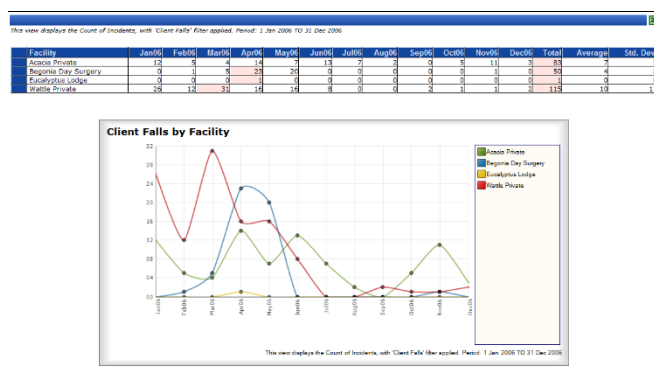 This view displays the Count of Incidents, with 'Client Falls' filter applied. Period: 1 Jan 2006 TO 31 Dec 2006
Facility Jan06 Feb06 Mar06 Apr06 May06 Jun06 Jul06 Aug06 Sep06 Oct06 Nov06 Dec06 Total Average Std. Dev
Acacia Private 12 5 4 14 7 13 7 2 0 5 11 3 83 7
Begonia Day Surgery 0 1 5 23 20 0 0 0 0 0 1 0 50 4
Eucalyptus Lodge 0 0 0 1 0 0 0 0 0 0 0 0 1 0
Wattle Private 26 12 31 16 16 8 0 0 2 1 1 2 115 10
Client Falls by Facility
32
28
24
20
16
12
08
04
00
Jan06 Feb06 Mar06 Apr06 May06 Jun06 Jul06 Aug06 Sep06 Oct06 Nov06 Dec06
Acacia Private
Begonia Day Surgery
Eucalyptus Lodge
Wattle Private
This view displays the Count of Incidents, with 'Client Falls' filter applied. Period: 1 Jan 2006 TO 31 Dec 2006